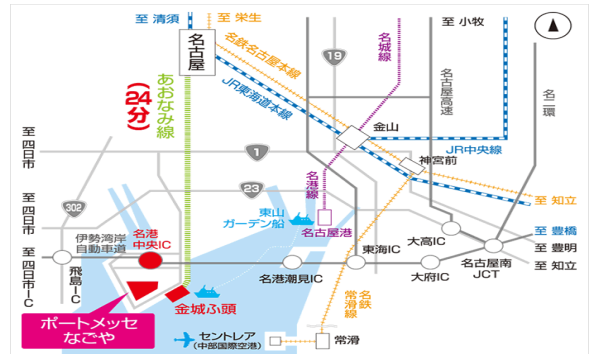 至 清須
至 栄生
至 小牧
名古屋
名鉄名古屋本線
JR東海道本線
あおなみ線
(24分)
19
名城線
名古屋高速
名二環
金山
JR中央線
神宮前
至 四日市
1
23
名港線
至 知立
至 四日市
302
東山
ガーデン船
名古屋港
大高IC
至 豊橋
至 豊明
至 知立
伊勢湾岸
自動車道
名港
中央IC
至 四日市IC
飛島IC
名港潮見IC
東海IC
大府IC
名古屋南
JCT
金城ふ頭
名鉄
常滑線
ポートメッセ
なごや
セントレア
(中部国際空港)
常滑